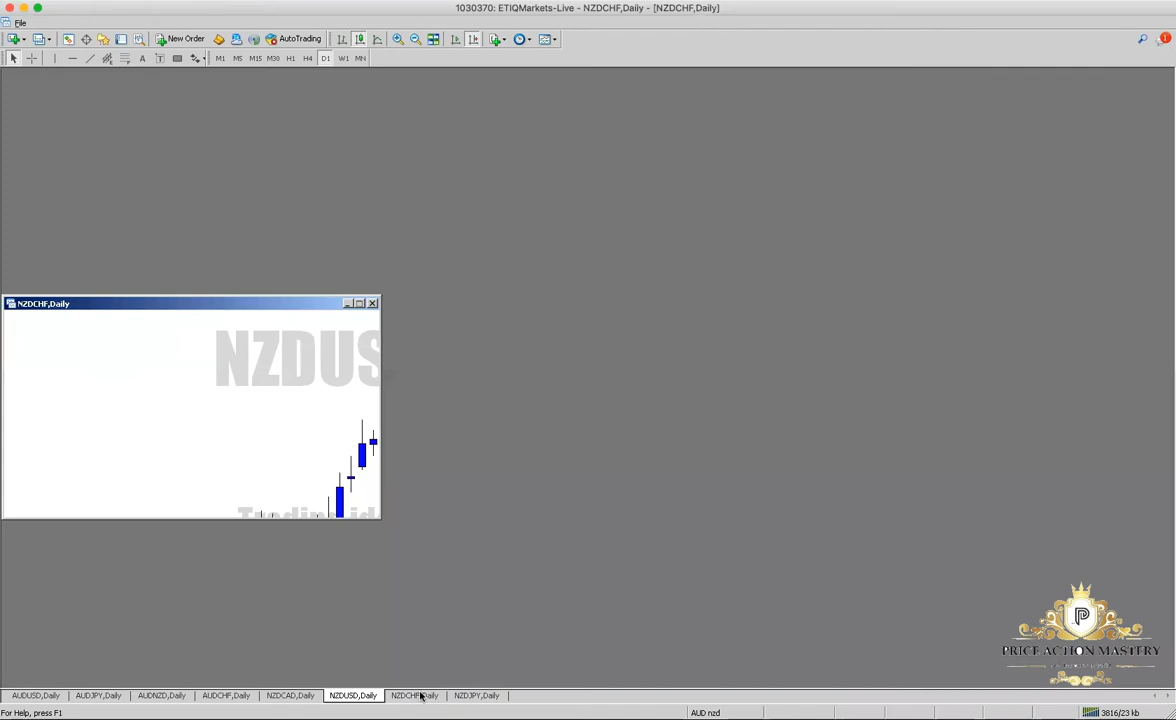 1030370: ETIQMarkets-Live - NZDCHF,Daily - [NZDCHF,Daily]
File
New Order
AutoTrading
1
A
T
M1 M5 M15 M30 H1 H4 D1 W1 MN
NZDCHF,Daily
NZDUS
P
PRICE ACTION MASTERY
AUDUSD,Daily AUDJPY,Daily AUDNZD,Daily AUDCHF,Daily NZDCAD,Daily NZDUSD,Daily NZDCHF,Daily NZDJPY,Daily
For Help, press F1
AUD nzd
3816/23 kb